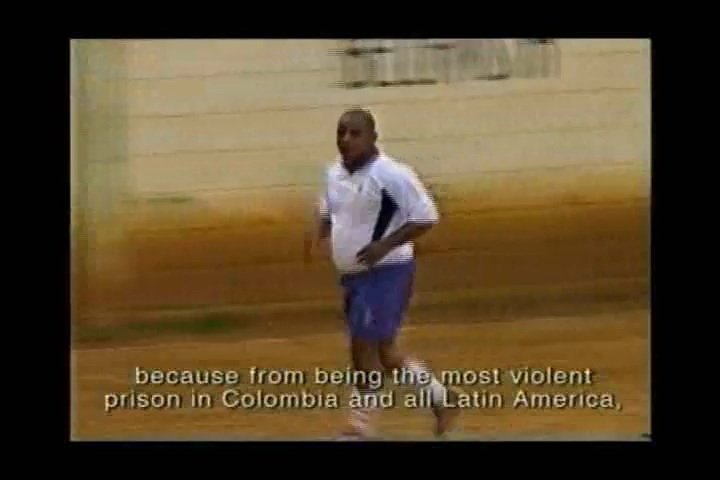 because from being the most violent
prison in Colombia and all Latin America,